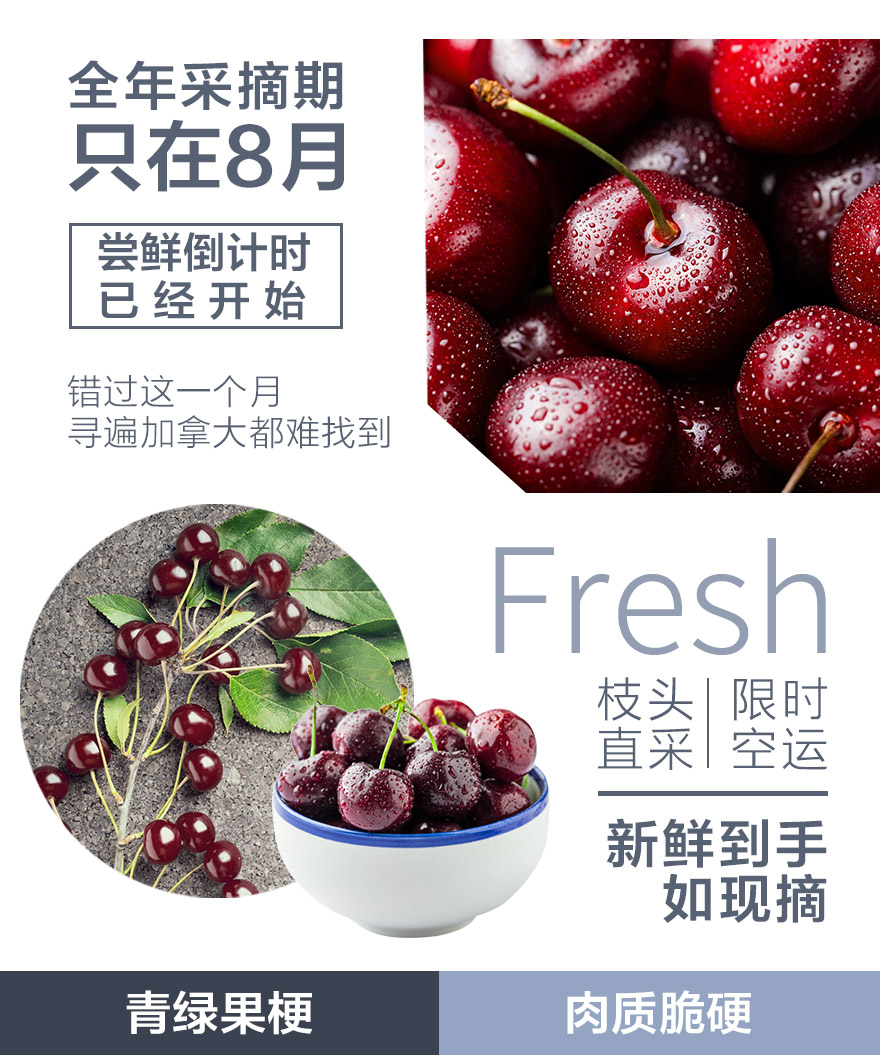 全年采摘期
只在8月
尝鲜倒计时
已经开始
错过这一个月
寻遍加拿大都难找到
Fresh
枝头 限时
直采 空运
新鲜到手
如现摘
青绿果梗 肉质脆硬